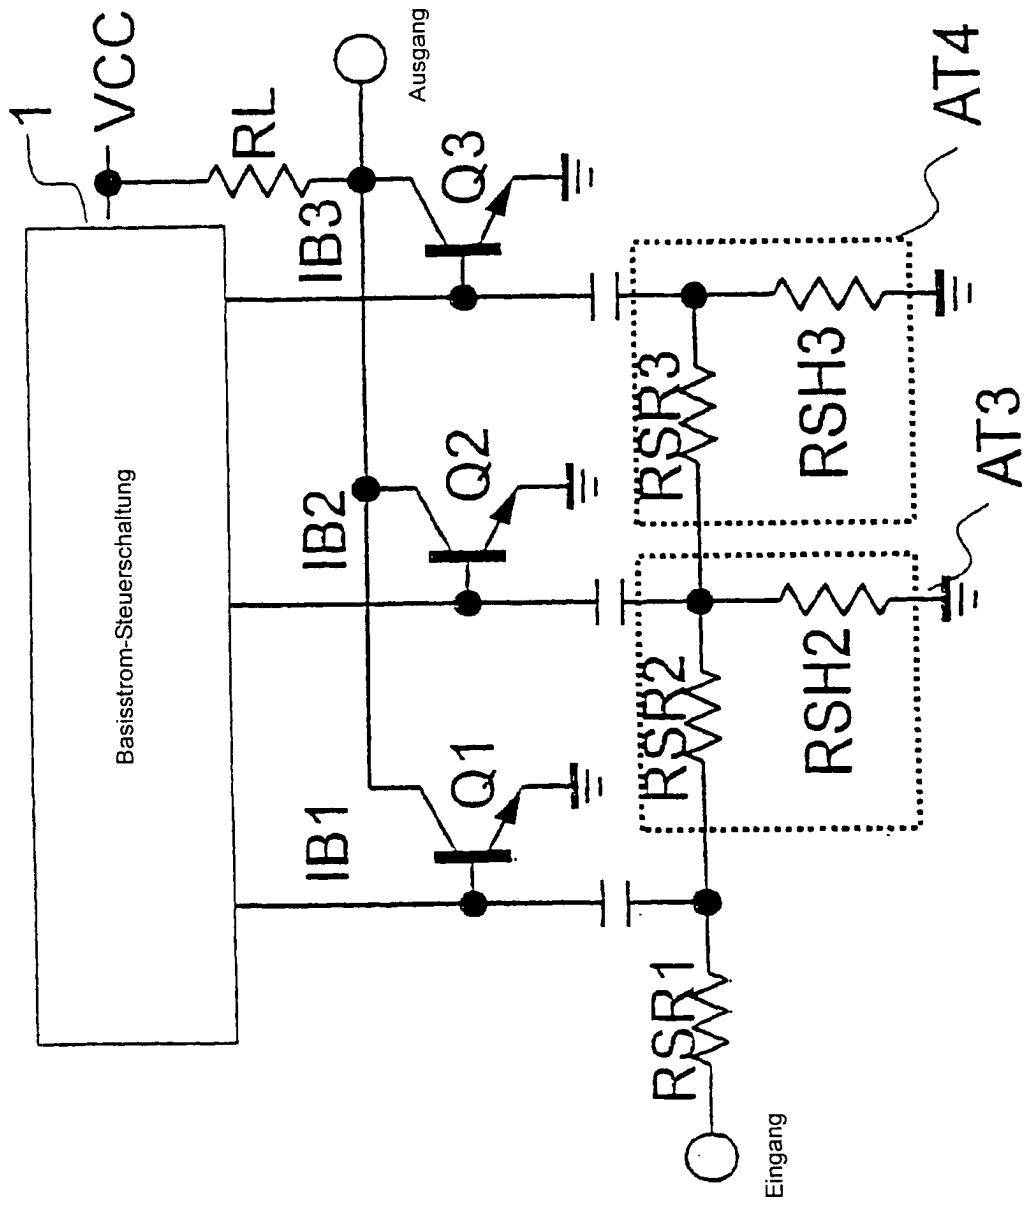 1
VCC
Basisstrom-Steuerschaltung
RL
IB1
IB2
IB3
Ausgang
Q1
Q2
Q3
RSR1
RSR2
RSR3
Eingang
RSH2
RSH3
AT3
AT4